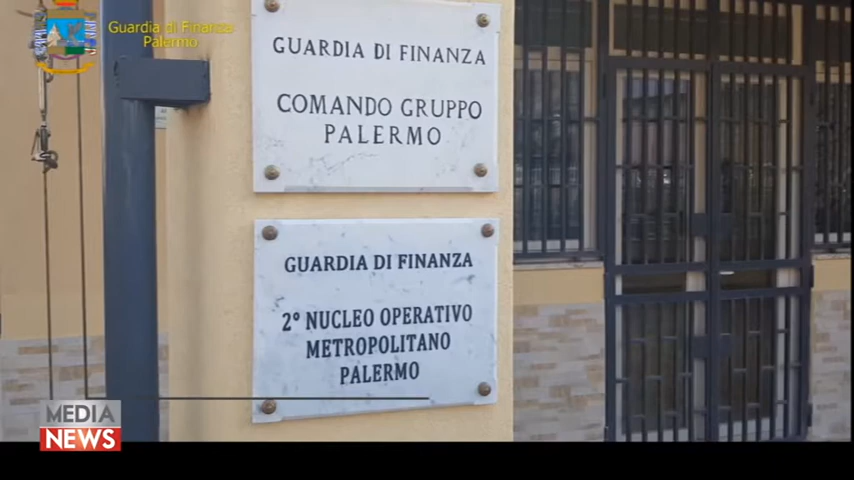 Guardia di Finanza
Palermo
GUARDIA DI FINANZA
COMANDO GRUPPO
PALERMO
GUARDIA DI FINANZA
2° NUCLEO OPERATIVO
METROPOLITANO
PALERMO
MEDIA
NEWS